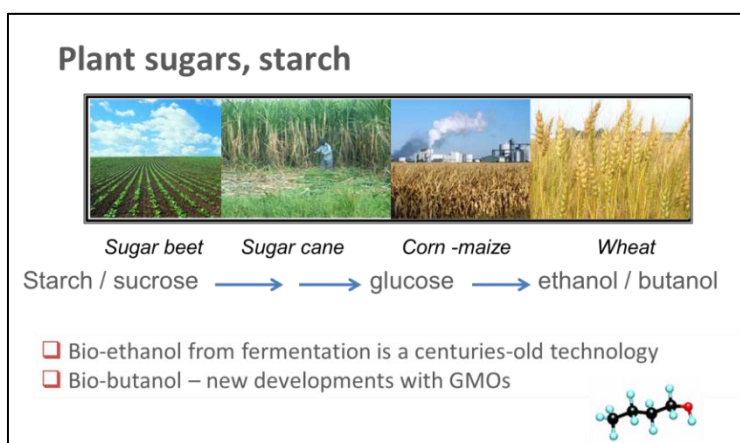 Plant sugars, starch
Sugar beet Sugar cane Corn -maize Wheat
Starch / sucrose → → glucose → ethanol / butanol
Bio-ethanol from fermentation is a centuries-old technology
Bio-butanol – new developments with GMOs